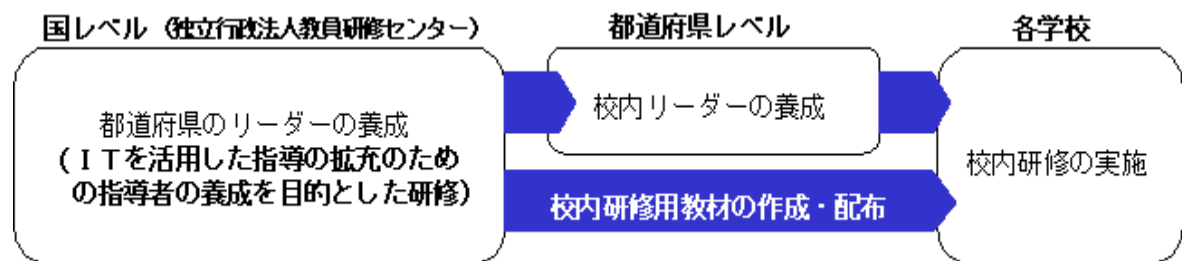 国レベル（独立行政法人教員研修センター）
都道府県のリーダーの養成
（ＩＴを活用した指導の拡充のため
の指導者の養成を目的とした研修）
都道府県レベル
校内リーダーの養成
各学校
校内研修の実施
校内研修用教材の作成・配布